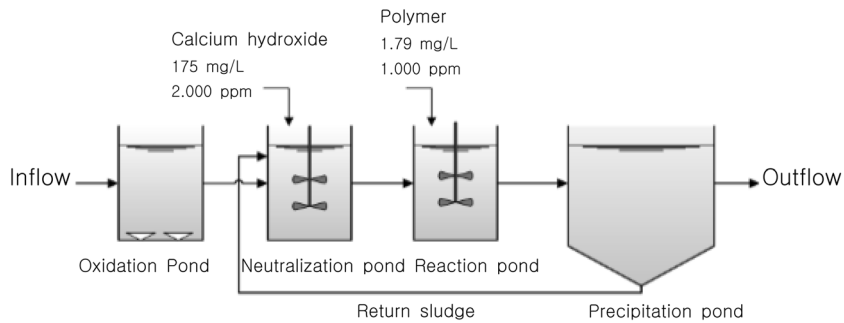 Polymer
1.79 mg/L
1.000 ppm
Calcium hydroxide
175 mg/L
2.000 ppm
Inflow
Outflow
Oxidation Pond
Neutralization pond
Reaction pond
Return sludge
Precipitation pond